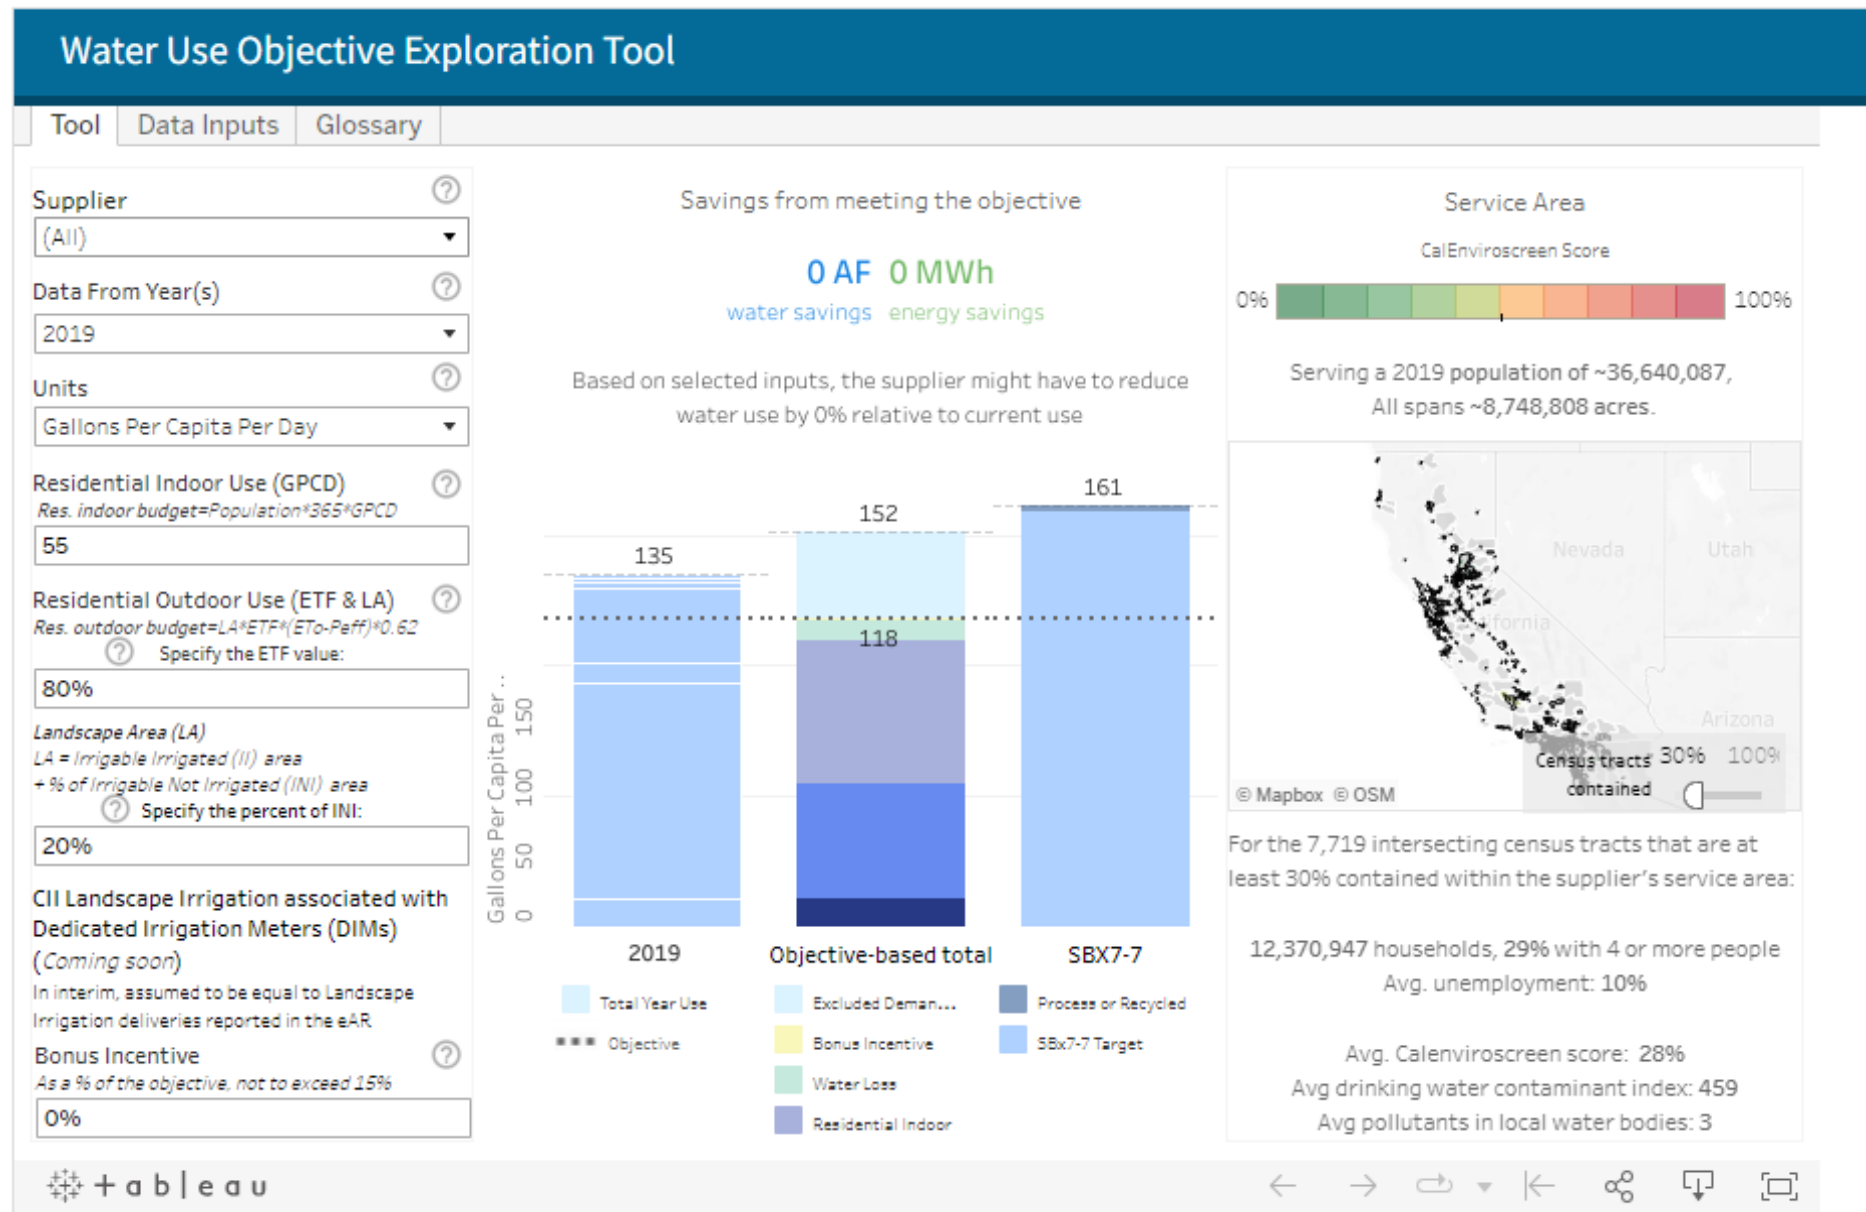 Water Use Objective Exploration Tool
Tool
Data Inputs
Glossary
Supplier
(All)
Data From Year(s)
2019
Units
Gallons Per Capita Per Day
Residential Indoor Use (GPCD)
Res. indoor budget=Population*365*GPCD
55
Residential Outdoor Use (ETF & LA)
Res. outdoor budget=LA*ETF*(ETo-Peff)*0.62
Specify the ETF value:
80%
Landscape Area (LA)
LA = Irrigable Irrigated (II) area
+ % of Irrigable Not Irrigated (INI) area
Specify the percent of INI:
20%
CII Landscape Irrigation associated with
Dedicated Irrigation Meters (DIMs)
(Coming soon)
In interim, assumed to be equal to Landscape
Irrigation deliveries reported in the eAR
Bonus Incentive
As a % of the objective, not to exceed 15%
0%
Savings from meeting the objective
0 AF 0 MWh
water savings energy savings
Based on selected inputs, the supplier might have to reduce
water use by 0% relative to current use
135
152
161
118
Gallons Per Capita Per ..
0
50
100
150
2019
Objective-based total
SBX7-7
Total Year Use
Objective
Excluded Deman...
Bonus Incentive
Water Loss
Residential Indoor
Process or Recycled
SBx7-7 Target
Service Area
CalEnviroscreen Score
0%
100%
Serving a 2019 population of ~36,640,087,
All spans ~8,748,808 acres.
Nevada
Utah
Arizona
Census tracts
contained
30%
100%
© Mapbox © OSM
For the 7,719 intersecting census tracts that are at
least 30% contained within the supplier's service area:
12,370,947 households, 29% with 4 or more people
Avg. unemployment: 10%
Avg. Calenviroscreen score: 28%
Avg drinking water contaminant index: 459
Avg pollutants in local water bodies: 3
+ a b | e a u